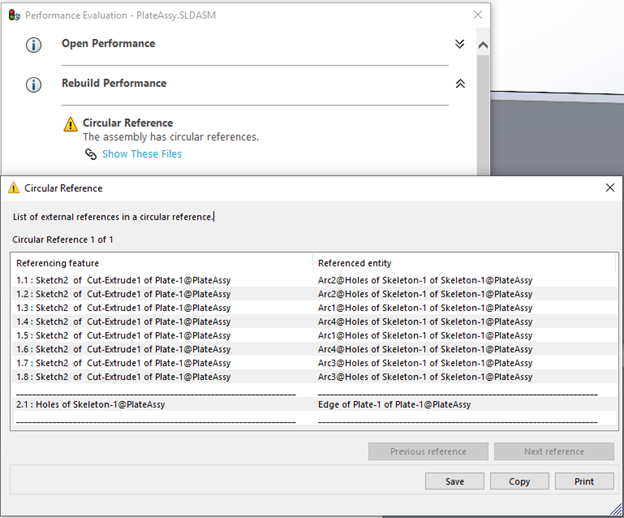 Performance Evaluation - PlateAssy.SLDASM
Open Performance
Rebuild Performance
Circular Reference
The assembly has circular references.
Show These Files
Circular Reference
List of external references in a circular reference.
Circular Reference 1 of 1
Referencing feature Referenced entity
1.1 : Sketch2 of Cut-Extrude1 of Plate-1@PlateAssy Arc2@Holes of Skeleton-1 of Skeleton-1@PlateAssy
1.2 : Sketch2 of Cut-Extrude1 of Plate-1@PlateAssy Arc2@Holes of Skeleton-1 of Skeleton-1@PlateAssy
1.3 : Sketch2 of Cut-Extrude1 of Plate-1@PlateAssy Arc1@Holes of Skeleton-1 of Skeleton-1@PlateAssy
1.4 : Sketch2 of Cut-Extrude1 of Plate-1@PlateAssy Arc4@Holes of Skeleton-1 of Skeleton-1@PlateAssy
1.5 : Sketch2 of Cut-Extrude1 of Plate-1@PlateAssy Arc1@Holes of Skeleton-1 of Skeleton-1@PlateAssy
1.6 : Sketch2 of Cut-Extrude1 of Plate-1@PlateAssy Arc4@Holes of Skeleton-1 of Skeleton-1@PlateAssy
1.7 : Sketch2 of Cut-Extrude1 of Plate-1@PlateAssy Arc3@Holes of Skeleton-1 of Skeleton-1@PlateAssy
1.8 : Sketch2 of Cut-Extrude1 of Plate-1@PlateAssy Arc3@Holes of Skeleton-1 of Skeleton-1@PlateAssy
2.1 : Holes of Skeleton-1@PlateAssy Edge of Plate-1 of Plate-1@PlateAssy
Previous reference Next reference
Save Copy Print